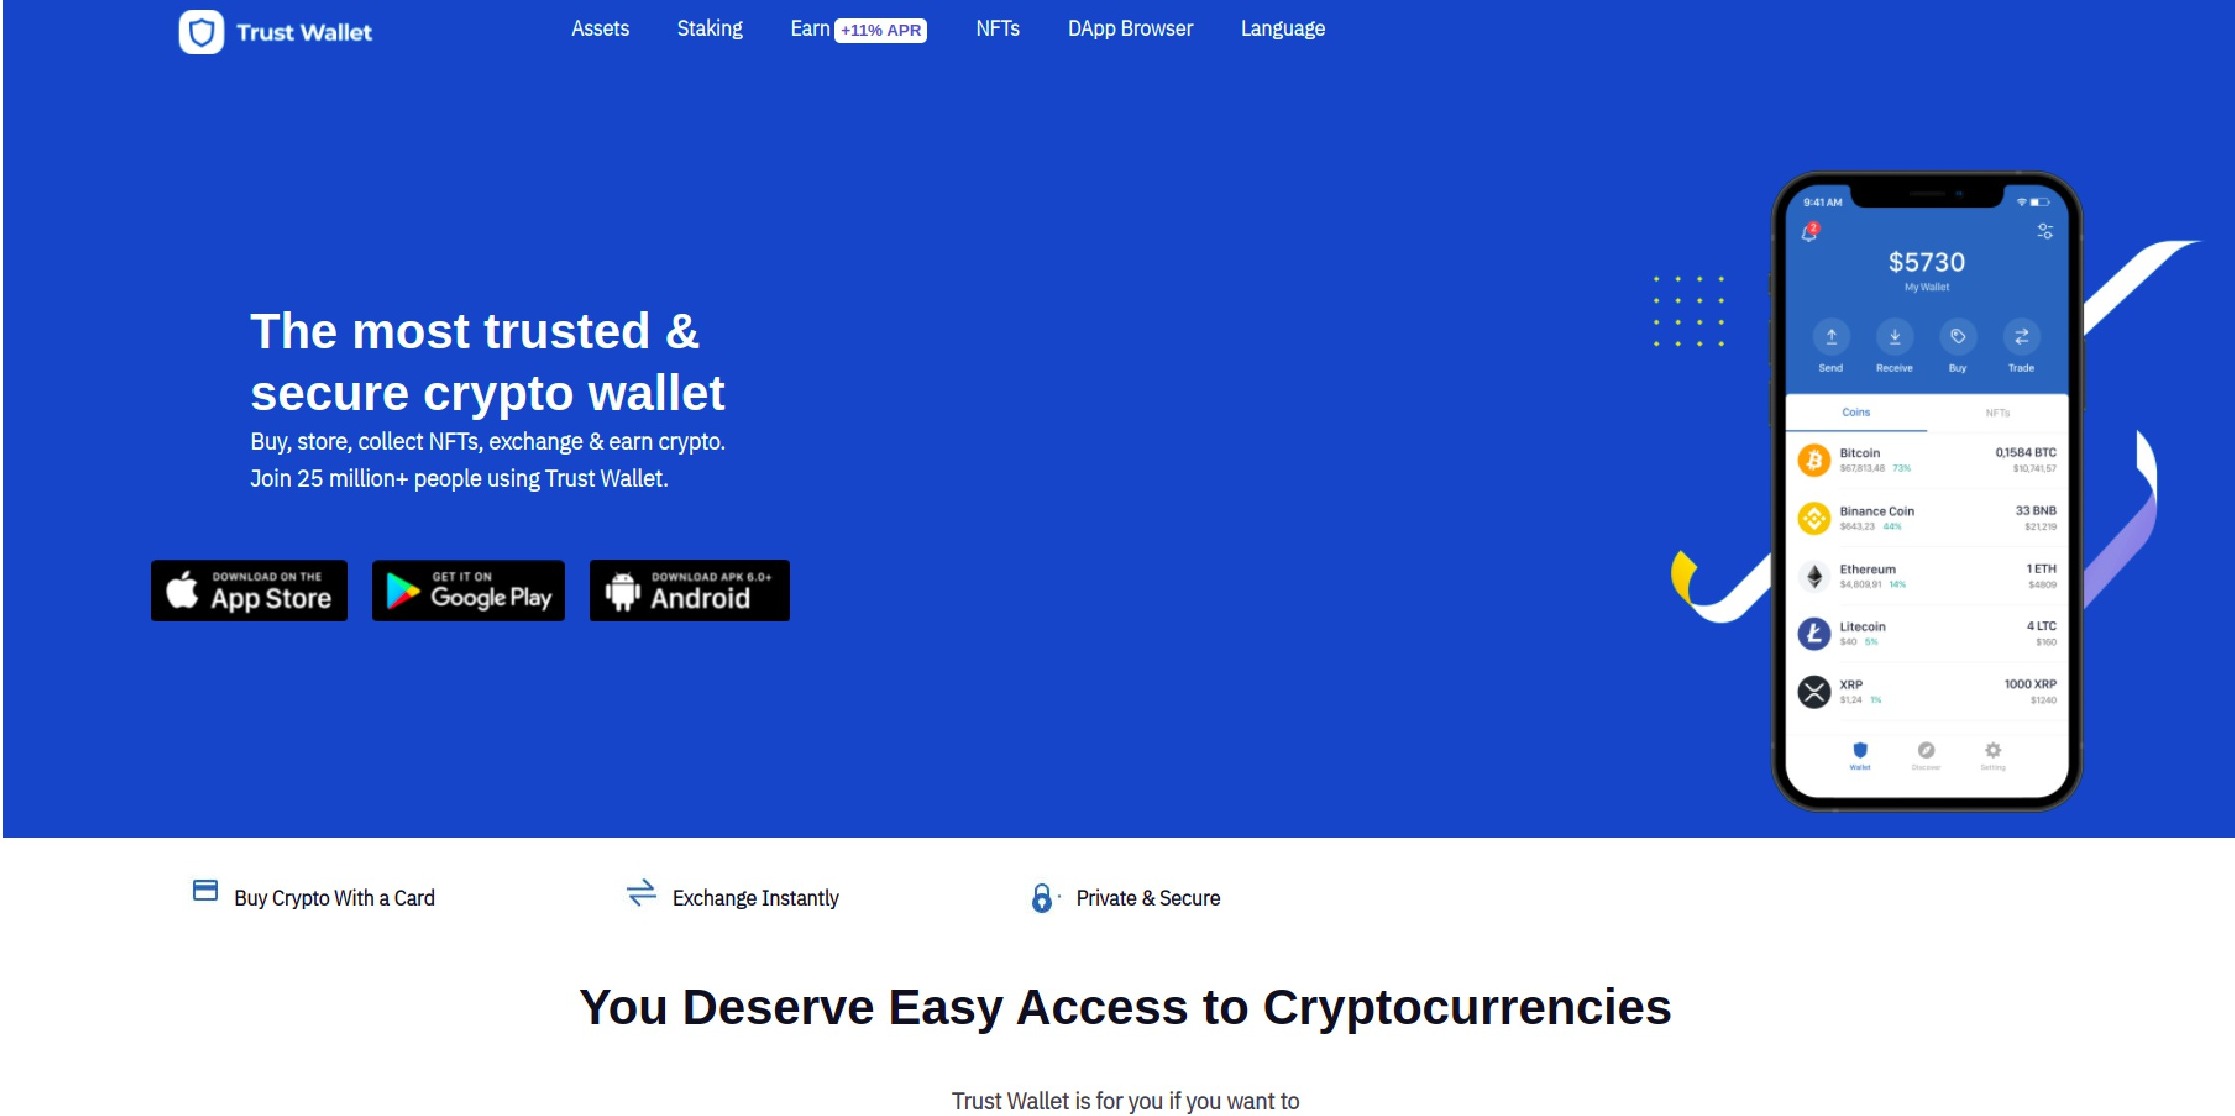 Trust Wallet
Assets Staking Earn +11% APR NFTs DApp Browser Language
The most trusted &
secure crypto wallet
Buy, store, collect NFTs, exchange & earn crypto.
Join 25 million+ people using Trust Wallet.
DOWNLOAD ON THE
App Store
GET IT ON
Google Play
DOWNLOAD APK 6.0+
Android
9:41 AM
2
$5730
My Wallet
Send Receive Buy Trade
Coins NFTs
Bitcoin 0,1584 BTC
$67,813,48 73% $10,741,57
Binance Coin 33 BNB
$643,23 44% $21,219
Ethereum 1 ETH
$4,809,91 14% $4809
Litecoin 4 LTC
$40 5% $160
XRP 1000 XRP
$1,24 1% $1240
Wallet Discover Setting
Buy Crypto With a Card Exchange Instantly Private & Secure
You Deserve Easy Access to Cryptocurrencies
Trust Wallet is for you if you want to